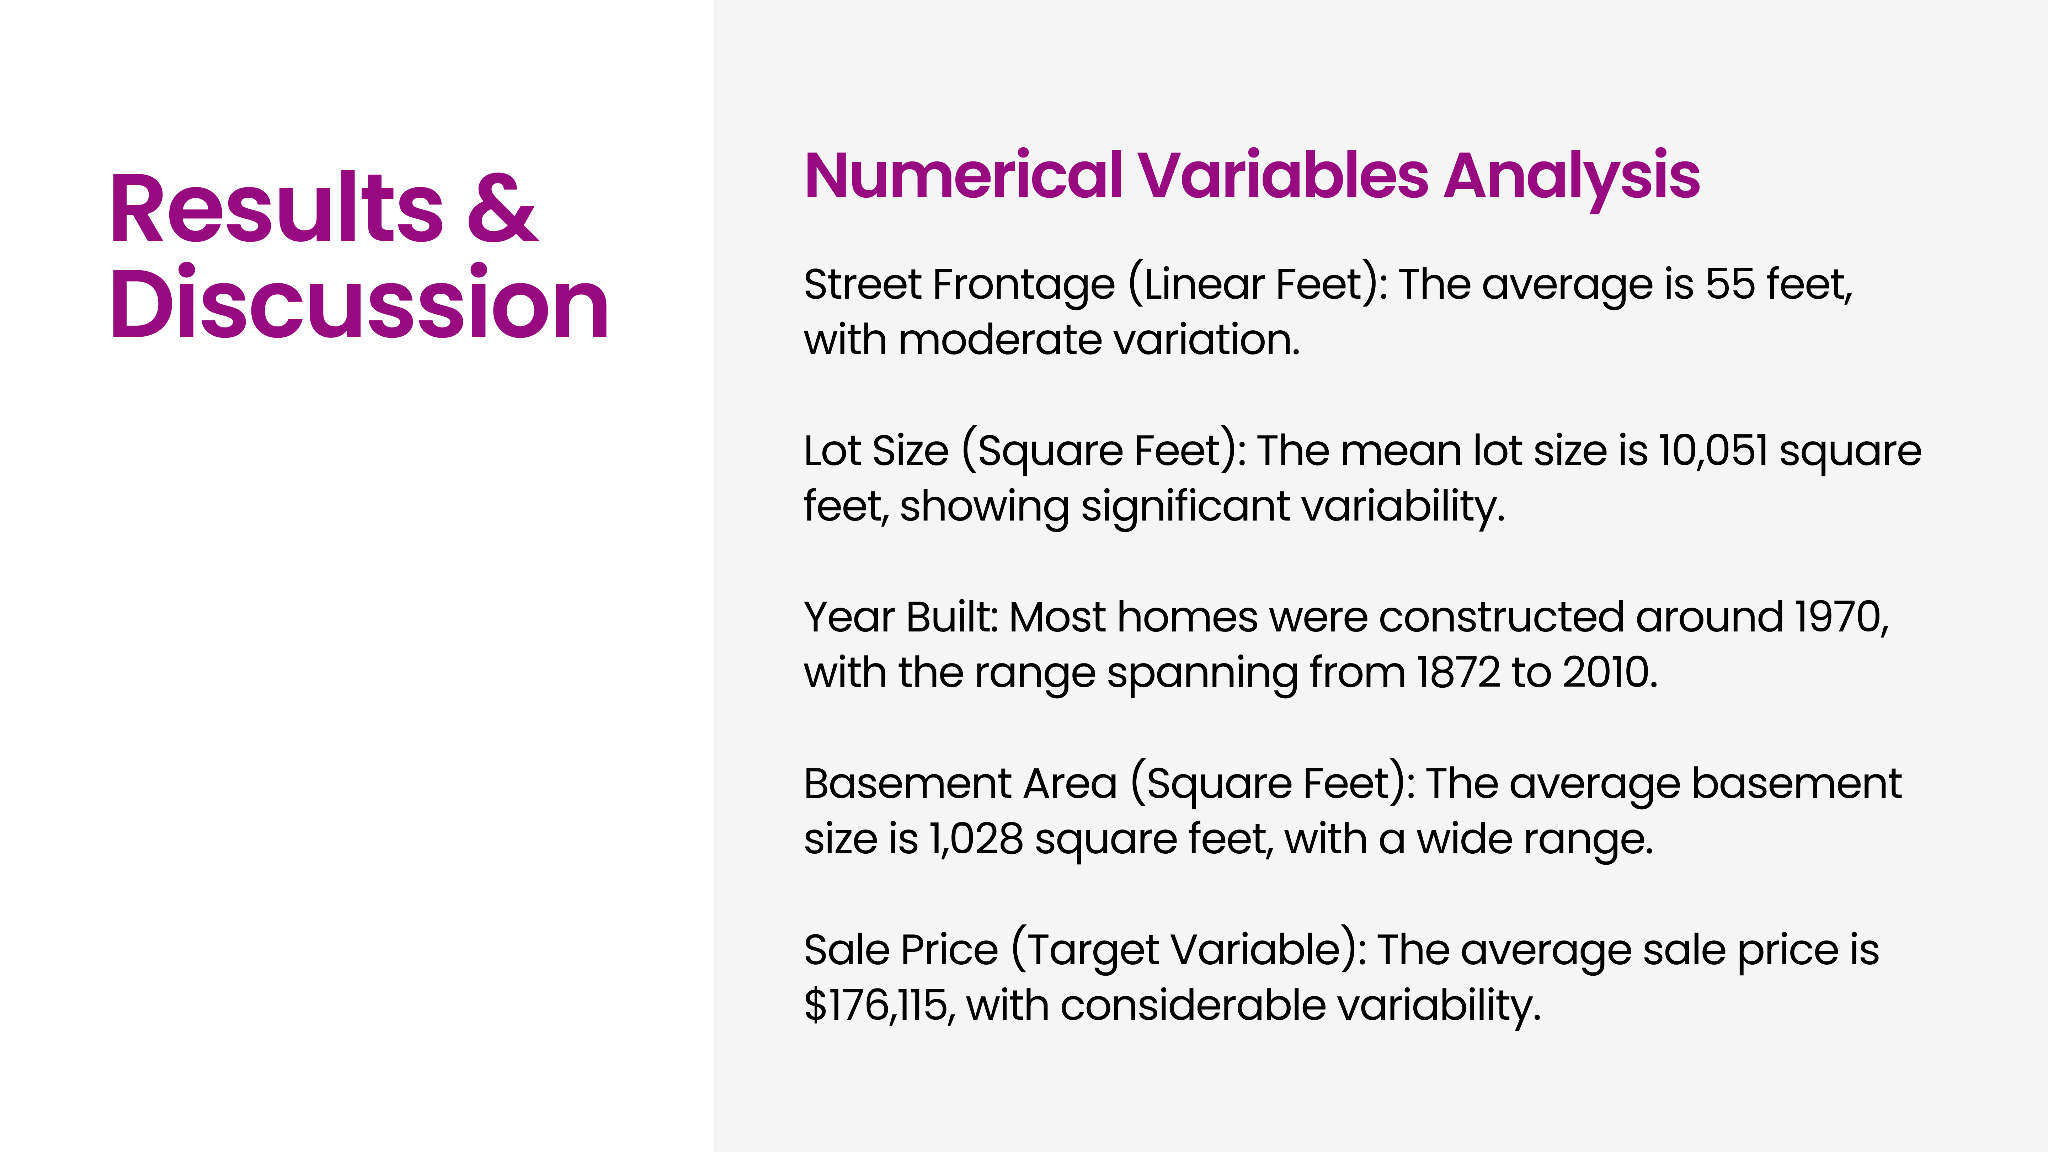 Results &
Discussion
Numerical Variables Analysis
Street Frontage (Linear Feet): The average is 55 feet,
with moderate variation.
Lot Size (Square Feet): The mean lot size is 10,051 square
feet, showing significant variability.
Year Built: Most homes were constructed around 1970,
with the range spanning from 1872 to 2010.
Basement Area (Square Feet): The average basement
size is 1,028 square feet, with a wide range.
Sale Price (Target Variable): The average sale price is
$176,115, with considerable variability.